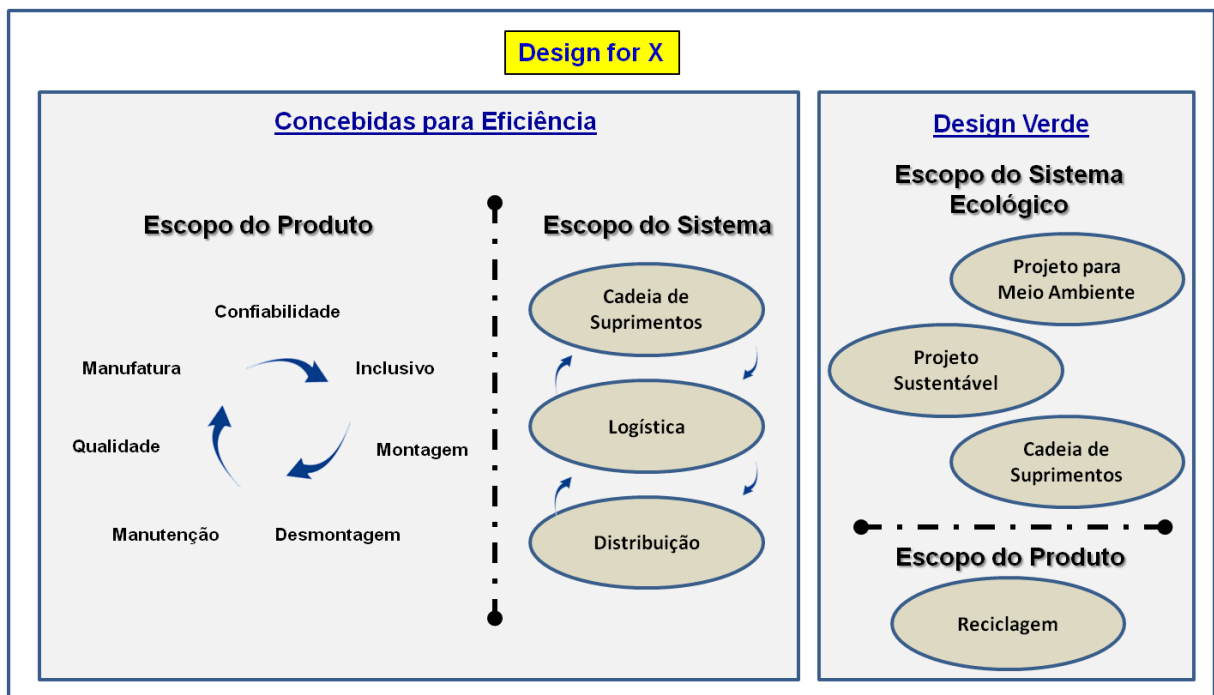 Design for X
Concebidas para Eficiência
Escopo do Produto
Confiabilidade
Manufatura
Inclusivo
Qualidade
Montagem
Manutenção
Desmontagem
Escopo do Sistema
Cadeia de
Suprimentos
Logística
Distribuição
Design Verde
Escopo do Sistema
Ecológico
Projeto para
Meio Ambiente
Projeto
Sustentável
Cadeia de
Suprimentos
Escopo do Produto
Reciclagem